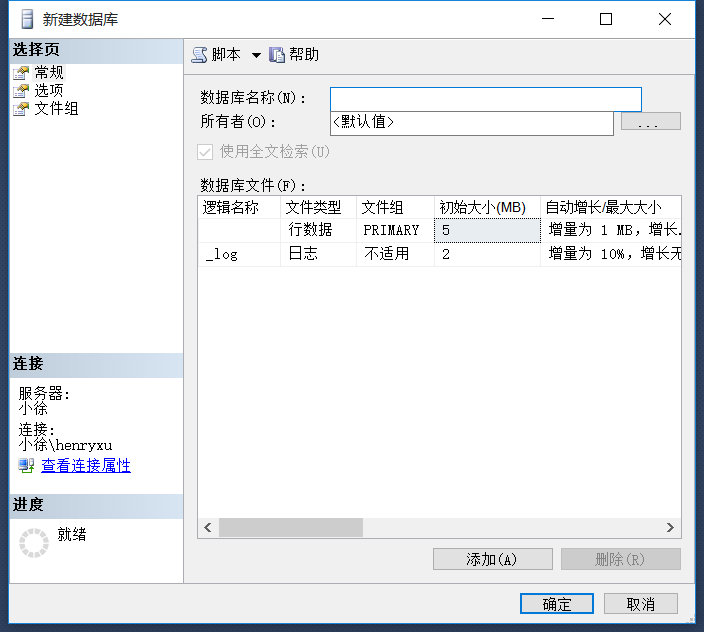 新建数据库
选择页
常规
选项
文件组
脚本 帮助
数据库名称(N):
所有者(O): <默认值> ...
使用全文检索(U)
数据库文件(F):
逻辑名称 文件类型 文件组 初始大小(MB) 自动增长/最大大小
行数据 PRIMARY 5 增量为 1 MB，增长.
_log 日志 不适用 2 增量为 10%，增长无
连接
服务器:
小徐
连接:
小徐\henryxu
查看连接属性
进度
就绪
添加(A) 删除(R)
确定 取消